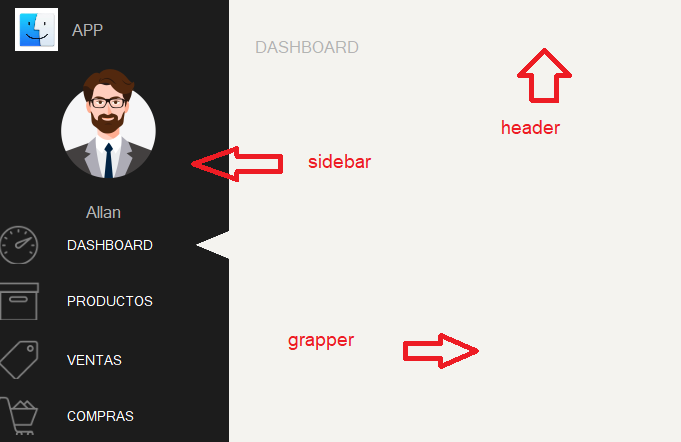 APP
DASHBOARD
header
sidebar
Allan
DASHBOARD
PRODUCTOS
grapper
VENTAS
COMPRAS